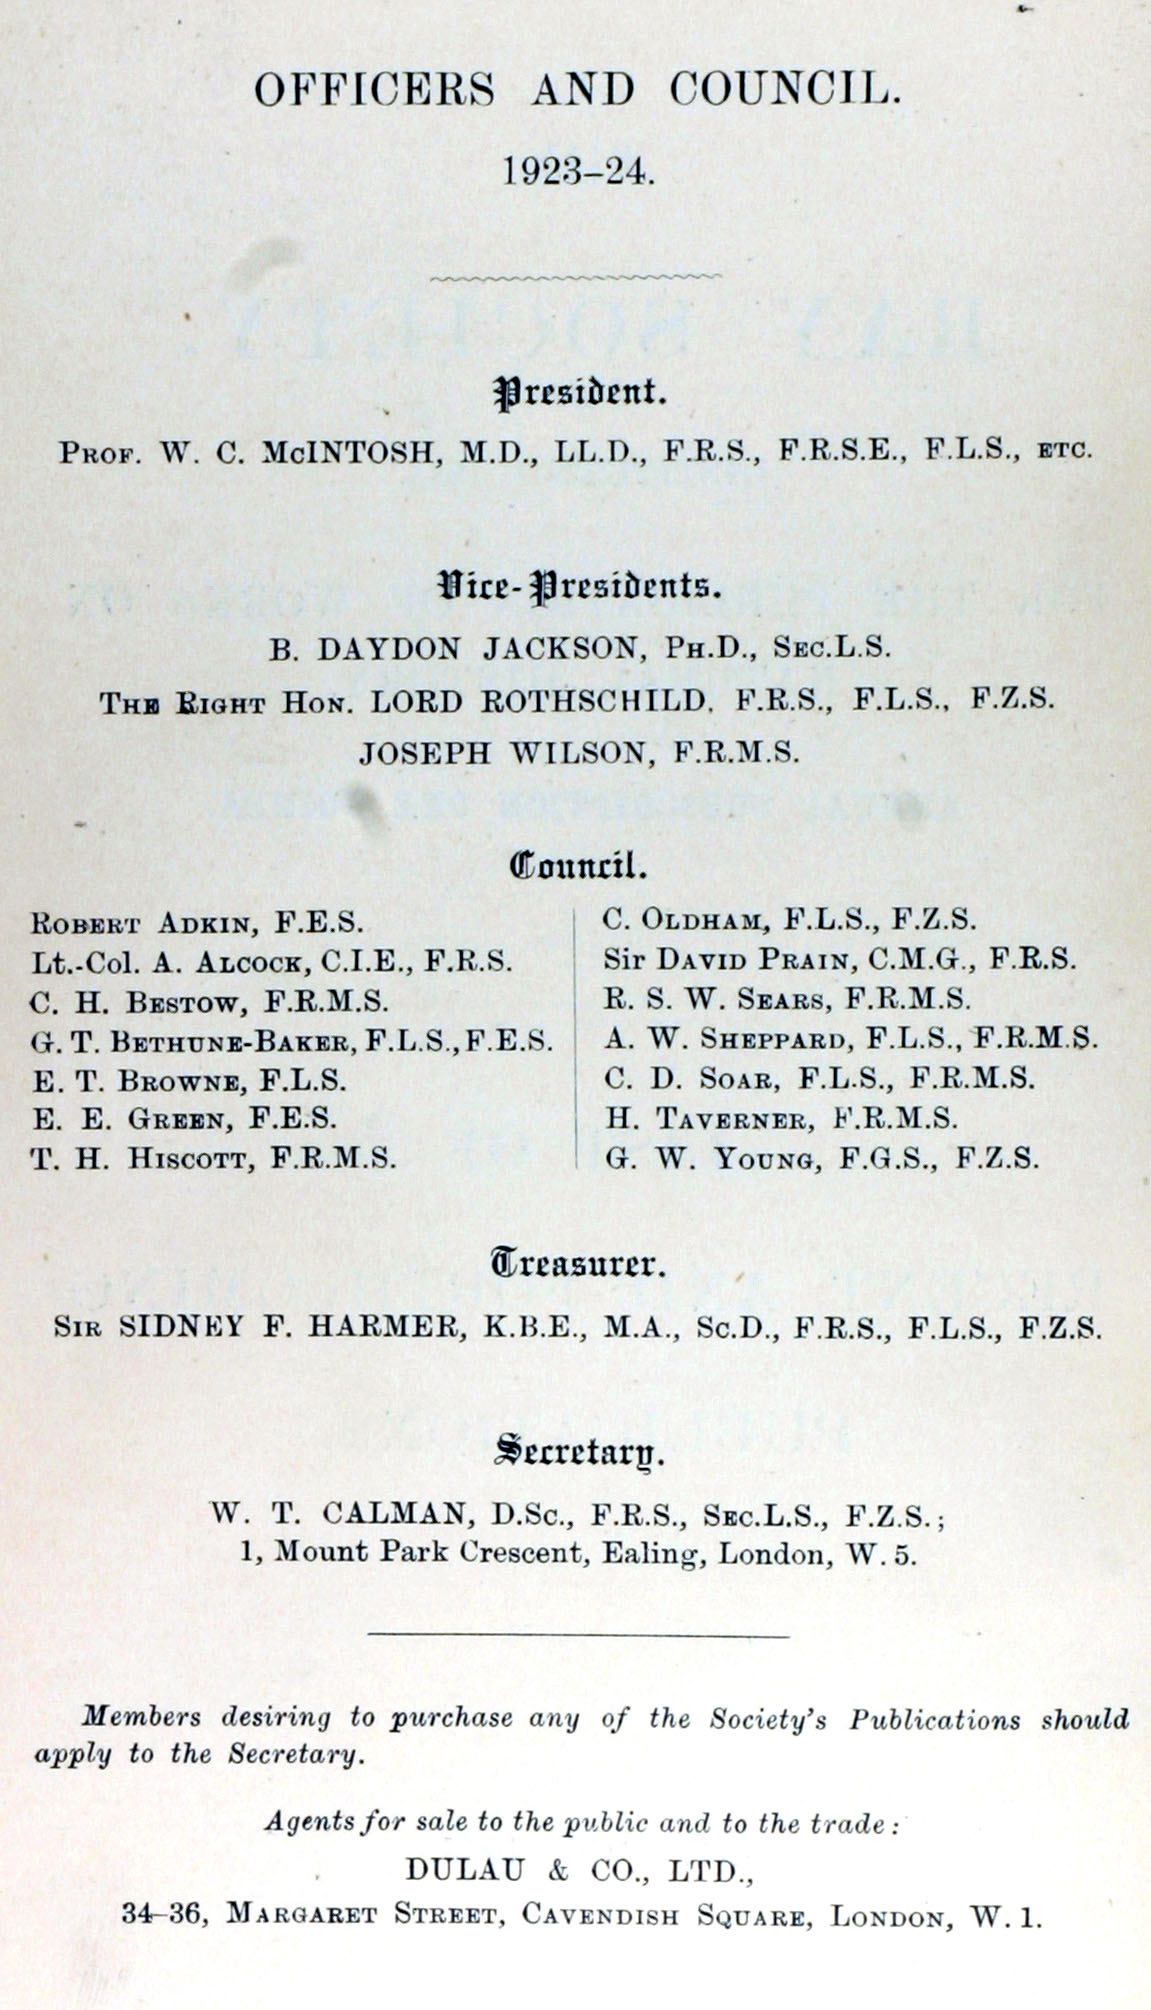 OFFICERS AND COUNCIL.
1923–24.
President.
Prof. W. C. McINTOSH, M.D., LL.D., F.R.S., F.R.S.E., F.L.S., etc.
Vice-Presidents.
B. DAYDON JACKSON, Ph.D., Sec.L.S.
The Right Hon. LORD ROTHSCHILD, F.R.S., F.L.S., F.Z.S.
JOSEPH WILSON, F.R.M.S.
Council.
Robert Adkin, F.E.S.
Lt.-Col. A. Alcock, C.I.E., F.R.S.
C. H. Bestow, F.R.M.S.
G. T. Bethune-Baker, F.L.S., F.E.S.
E. T. Browne, F.L.S.
E. E. Green, F.E.S.
T. H. Hiscott, F.R.M.S.
C. Oldham, F.L.S., F.Z.S.
Sir David Prain, C.M.G., F.R.S.
R. S. W. Sears, F.R.M.S.
A. W. Sheppard, F.L.S., F.R.M.S.
C. D. Soar, F.L.S., F.R.M.S.
H. Taverner, F.R.M.S.
G. W. Young, F.G.S., F.Z.S.
Treasurer.
Sir SIDNEY F. HARMER, K.B.E., M.A., Sc.D., F.R.S., F.L.S., F.Z.S.
Secretary.
W. T. CALMAN, D.Sc., F.R.S., Sec.L.S., F.Z.S.;
1, Mount Park Crescent, Ealing, London, W. 5.
Members desiring to purchase any of the Society's Publications should
apply to the Secretary.
Agents for sale to the public and to the trade:
DULAU & CO., LTD.,
34–36, Margaret Street, Cavendish Square, London, W. 1.